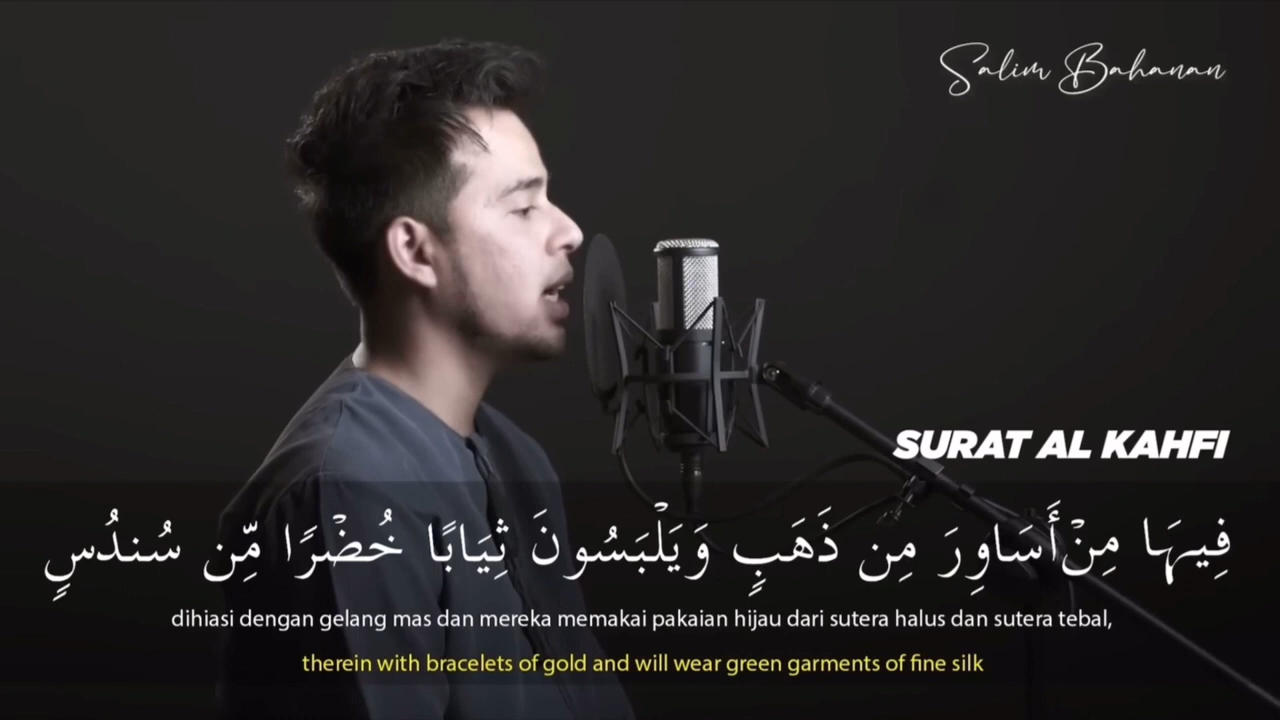 Salim Bahanan
SURAT AL KAHFI
فِيهَا مِنْ أَسَاوِرَ مِن ذَهَبٍ وَيَلْبَسُونَ ثِيَابًا خُضْرًا مِّن سُندُسٍ
dihiasi dengan gelang mas dan mereka memakai pakaian hijau dari sutera halus dan sutera tebal,
therein with bracelets of gold and will wear green garments of fine silk